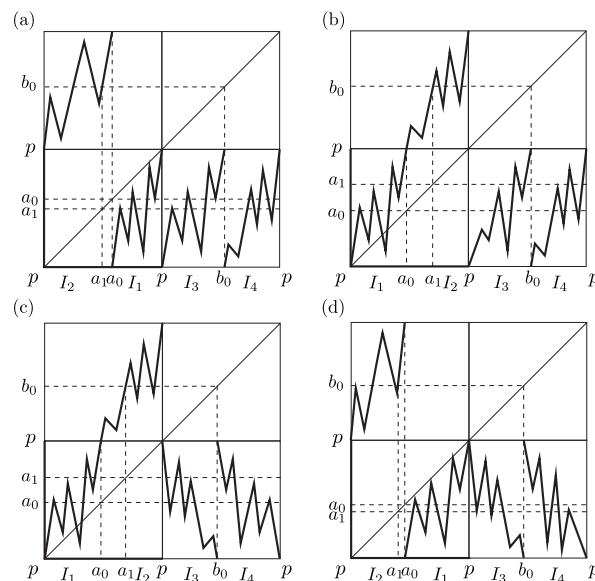 (a)
b₀
p
a₀
a₁
p I₂ a₁a₀ I₁ p I₃ b₀ I₄ p
(b)
b₀
p
a₁
a₀
p I₁ a₀ a₁I₂ p I₃ b₀ I₄ p
(c)
b₀
p
a₁
a₀
p I₁ a₀ a₁I₂ p I₃ b₀ I₄ p
(d)
b₀
p
a₀
a₁
p I₂ a₁a₀ I₁ p I₃ b₀ I₄ p